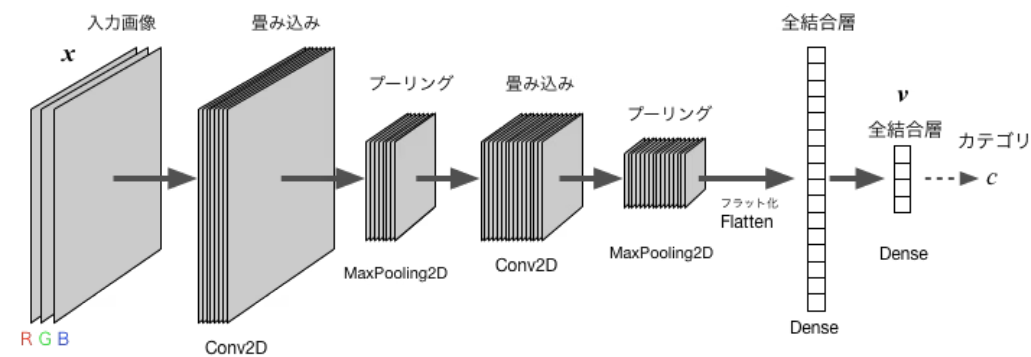 入力画像
x
R G B
畳み込み
Conv2D
プーリング
MaxPooling2D
畳み込み
Conv2D
プーリング
MaxPooling2D
フラット化
Flatten
全結合層
Dense
v
全結合層
Dense
カテゴリ
c